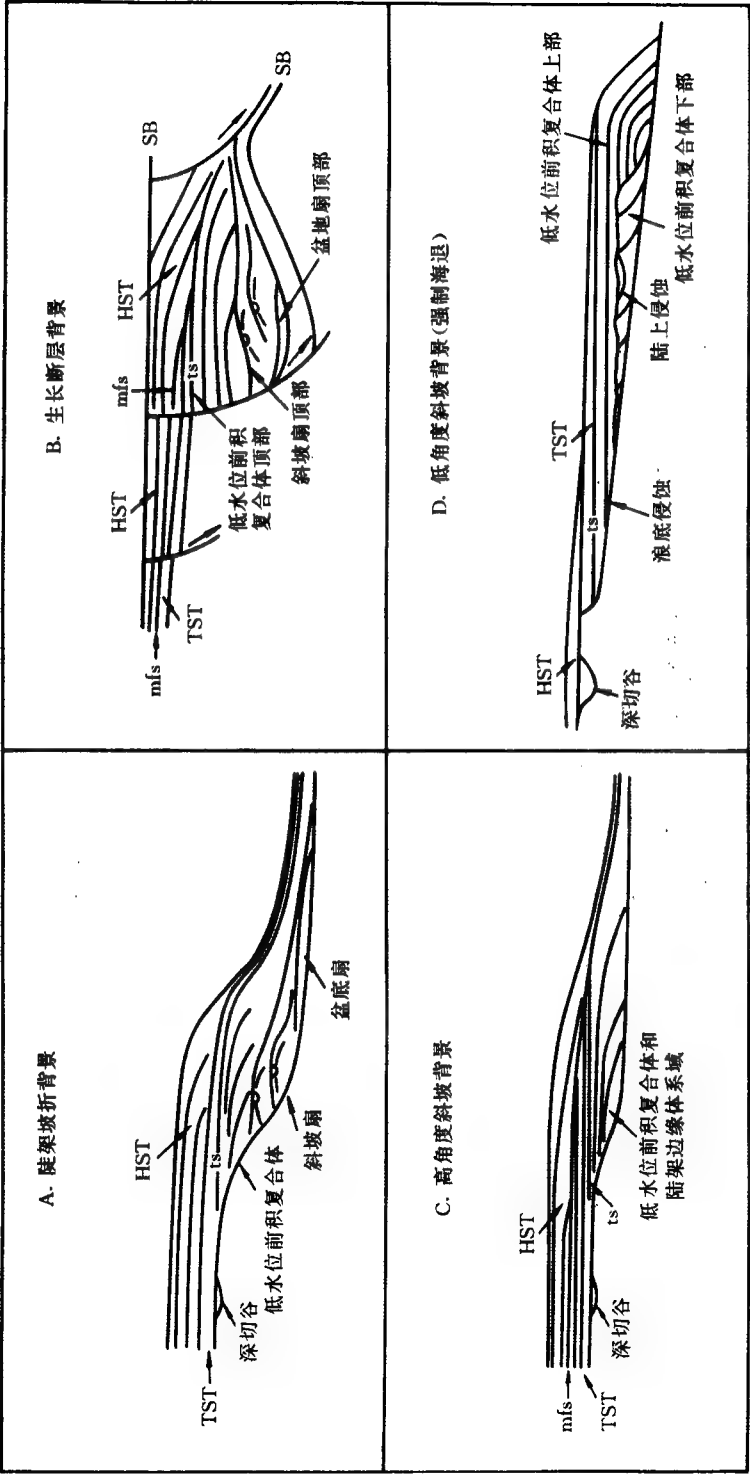 A. 陡架坡折背景
HST
ts
TST
深切谷
低水位前积复合体
斜坡扇
盆底扇
B. 生长断层背景
SB
SB
HST
mfs
HST
ts
mfs
TST
低水位前积
复合体顶部
斜坡扇顶部
盆地扇顶部
C. 高角度斜坡背景
HST
mfs
TST
深切谷
ts
低水位前积复合体和
陆架边缘体系域
D. 低角度斜坡背景(强制海退)
HST
TST
ts
深切谷
浪底侵蚀
陆上侵蚀
低水位前积复合体上部
低水位前积复合体下部